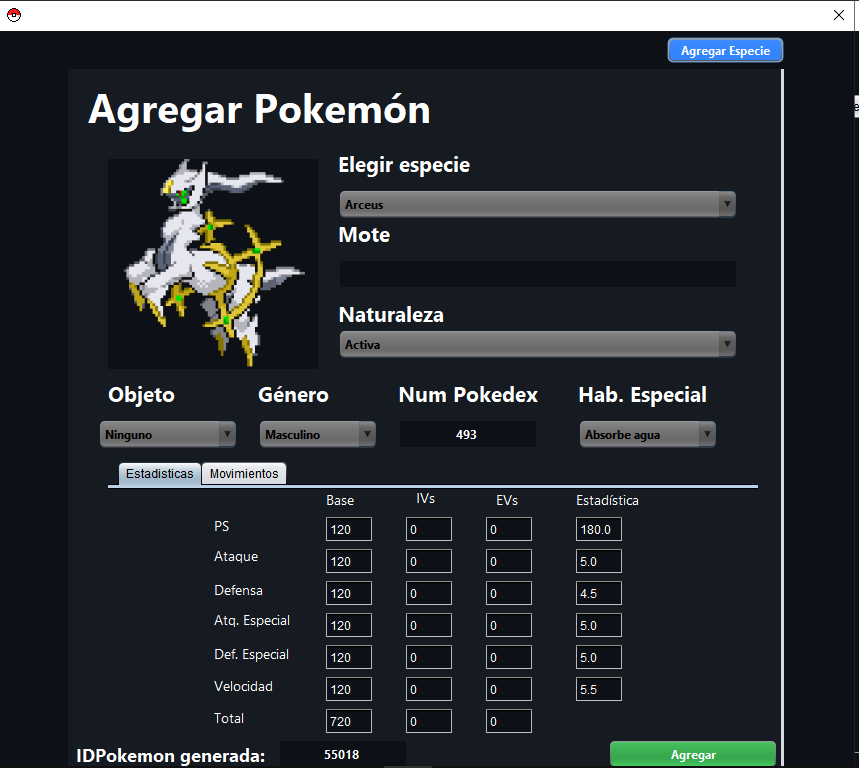 Agregar Especie
Agregar Pokemón
Elegir especie
Arceus
Mote
Naturaleza
Activa
Objeto Género Num Pokedex Hab. Especial
Ninguno Masculino 493 Absorbe agua
Estadisticas Movimientos
Base IVs EVs Estadística
PS 120 0 0 180.0
Ataque 120 0 0 5.0
Defensa 120 0 0 4.5
Atq. Especial 120 0 0 5.0
Def. Especial 120 0 0 5.0
Velocidad 120 0 0 5.5
Total 720 0 0
IDPokemon generada: 55018 Agregar